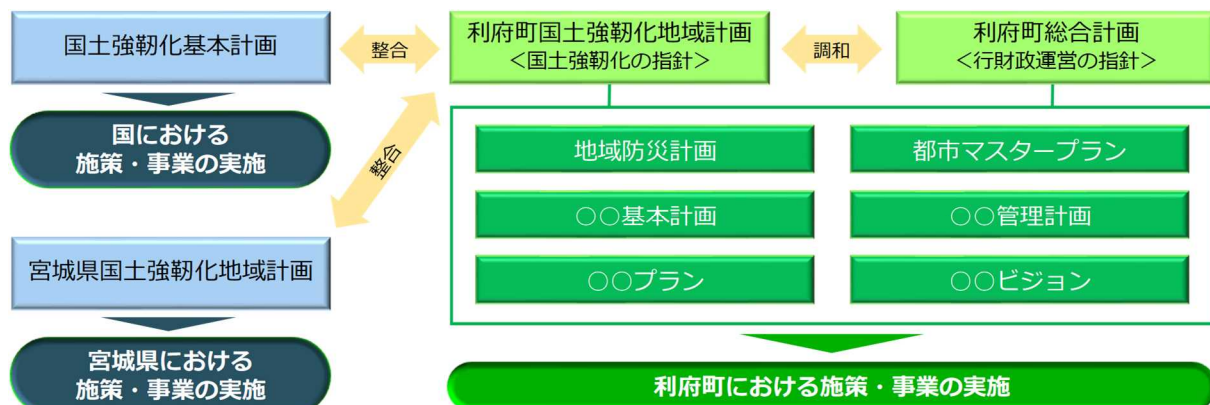 国土強靭化基本計画
整合
利府町国土強靭化地域計画
<国土強靭化の指針>
調和
利府町総合計画
<行財政運営の指針>
国における
施策・事業の実施
整合
地域防災計画
都市マスタープラン
○○基本計画
○○管理計画
○○プラン
○○ビジョン
宮城県国土強靭化地域計画
宮城県における
施策・事業の実施
利府町における施策・事業の実施